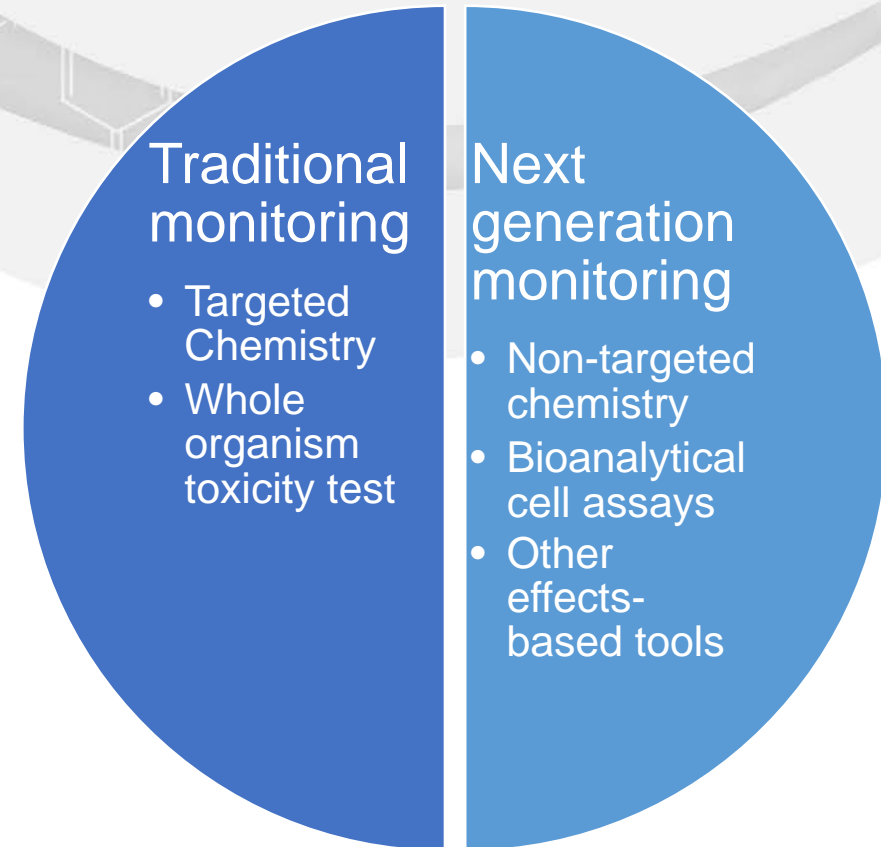 Traditional
monitoring
• Targeted
Chemistry
• Whole
organism
toxicity test
Next
generation
monitoring
• Non-targeted
chemistry
• Bioanalytical
cell assays
• Other
effects-
based tools